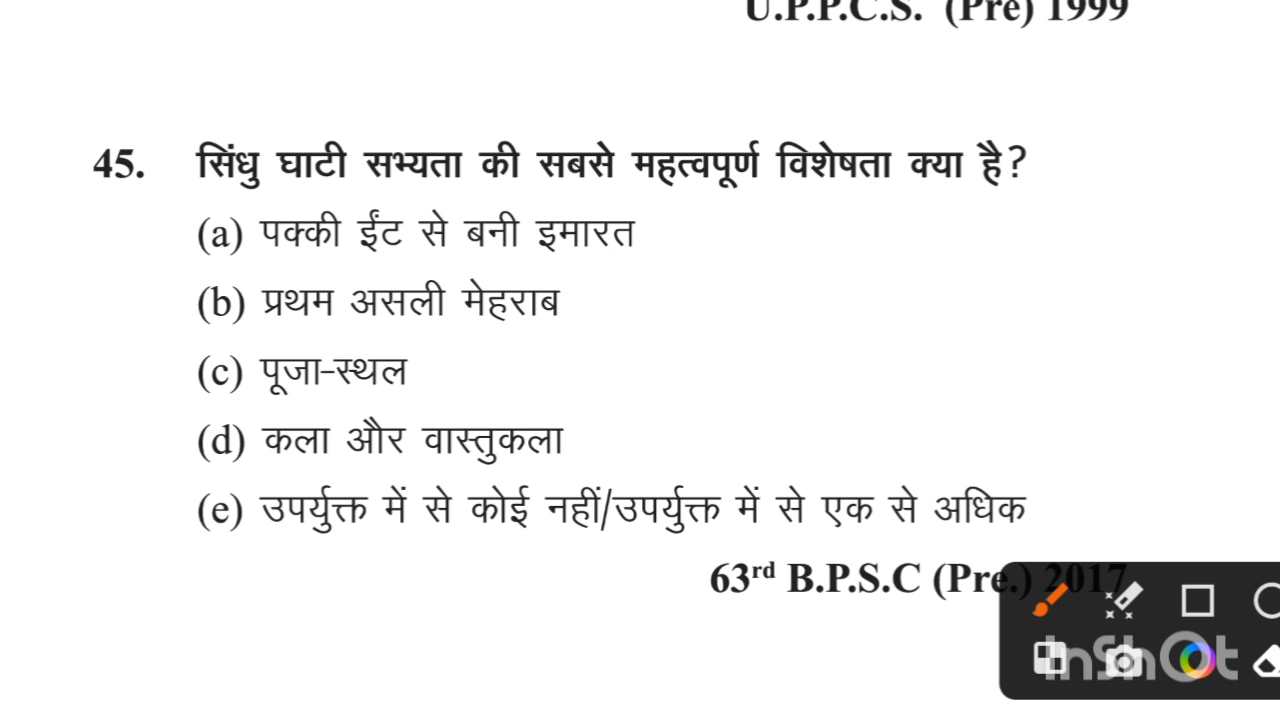 U.P.P.C.S. (Pre) 1999
45. सिंधु घाटी सभ्यता की सबसे महत्वपूर्ण विशेषता क्या है?
(a) पक्की ईंट से बनी इमारत
(b) प्रथम असली मेहराब
(c) पूजा-स्थल
(d) कला और वास्तुकला
(e) उपर्युक्त में से कोई नहीं/उपर्युक्त में से एक से अधिक
63rd B.P.S.C (Pre.) 2017
InShOt